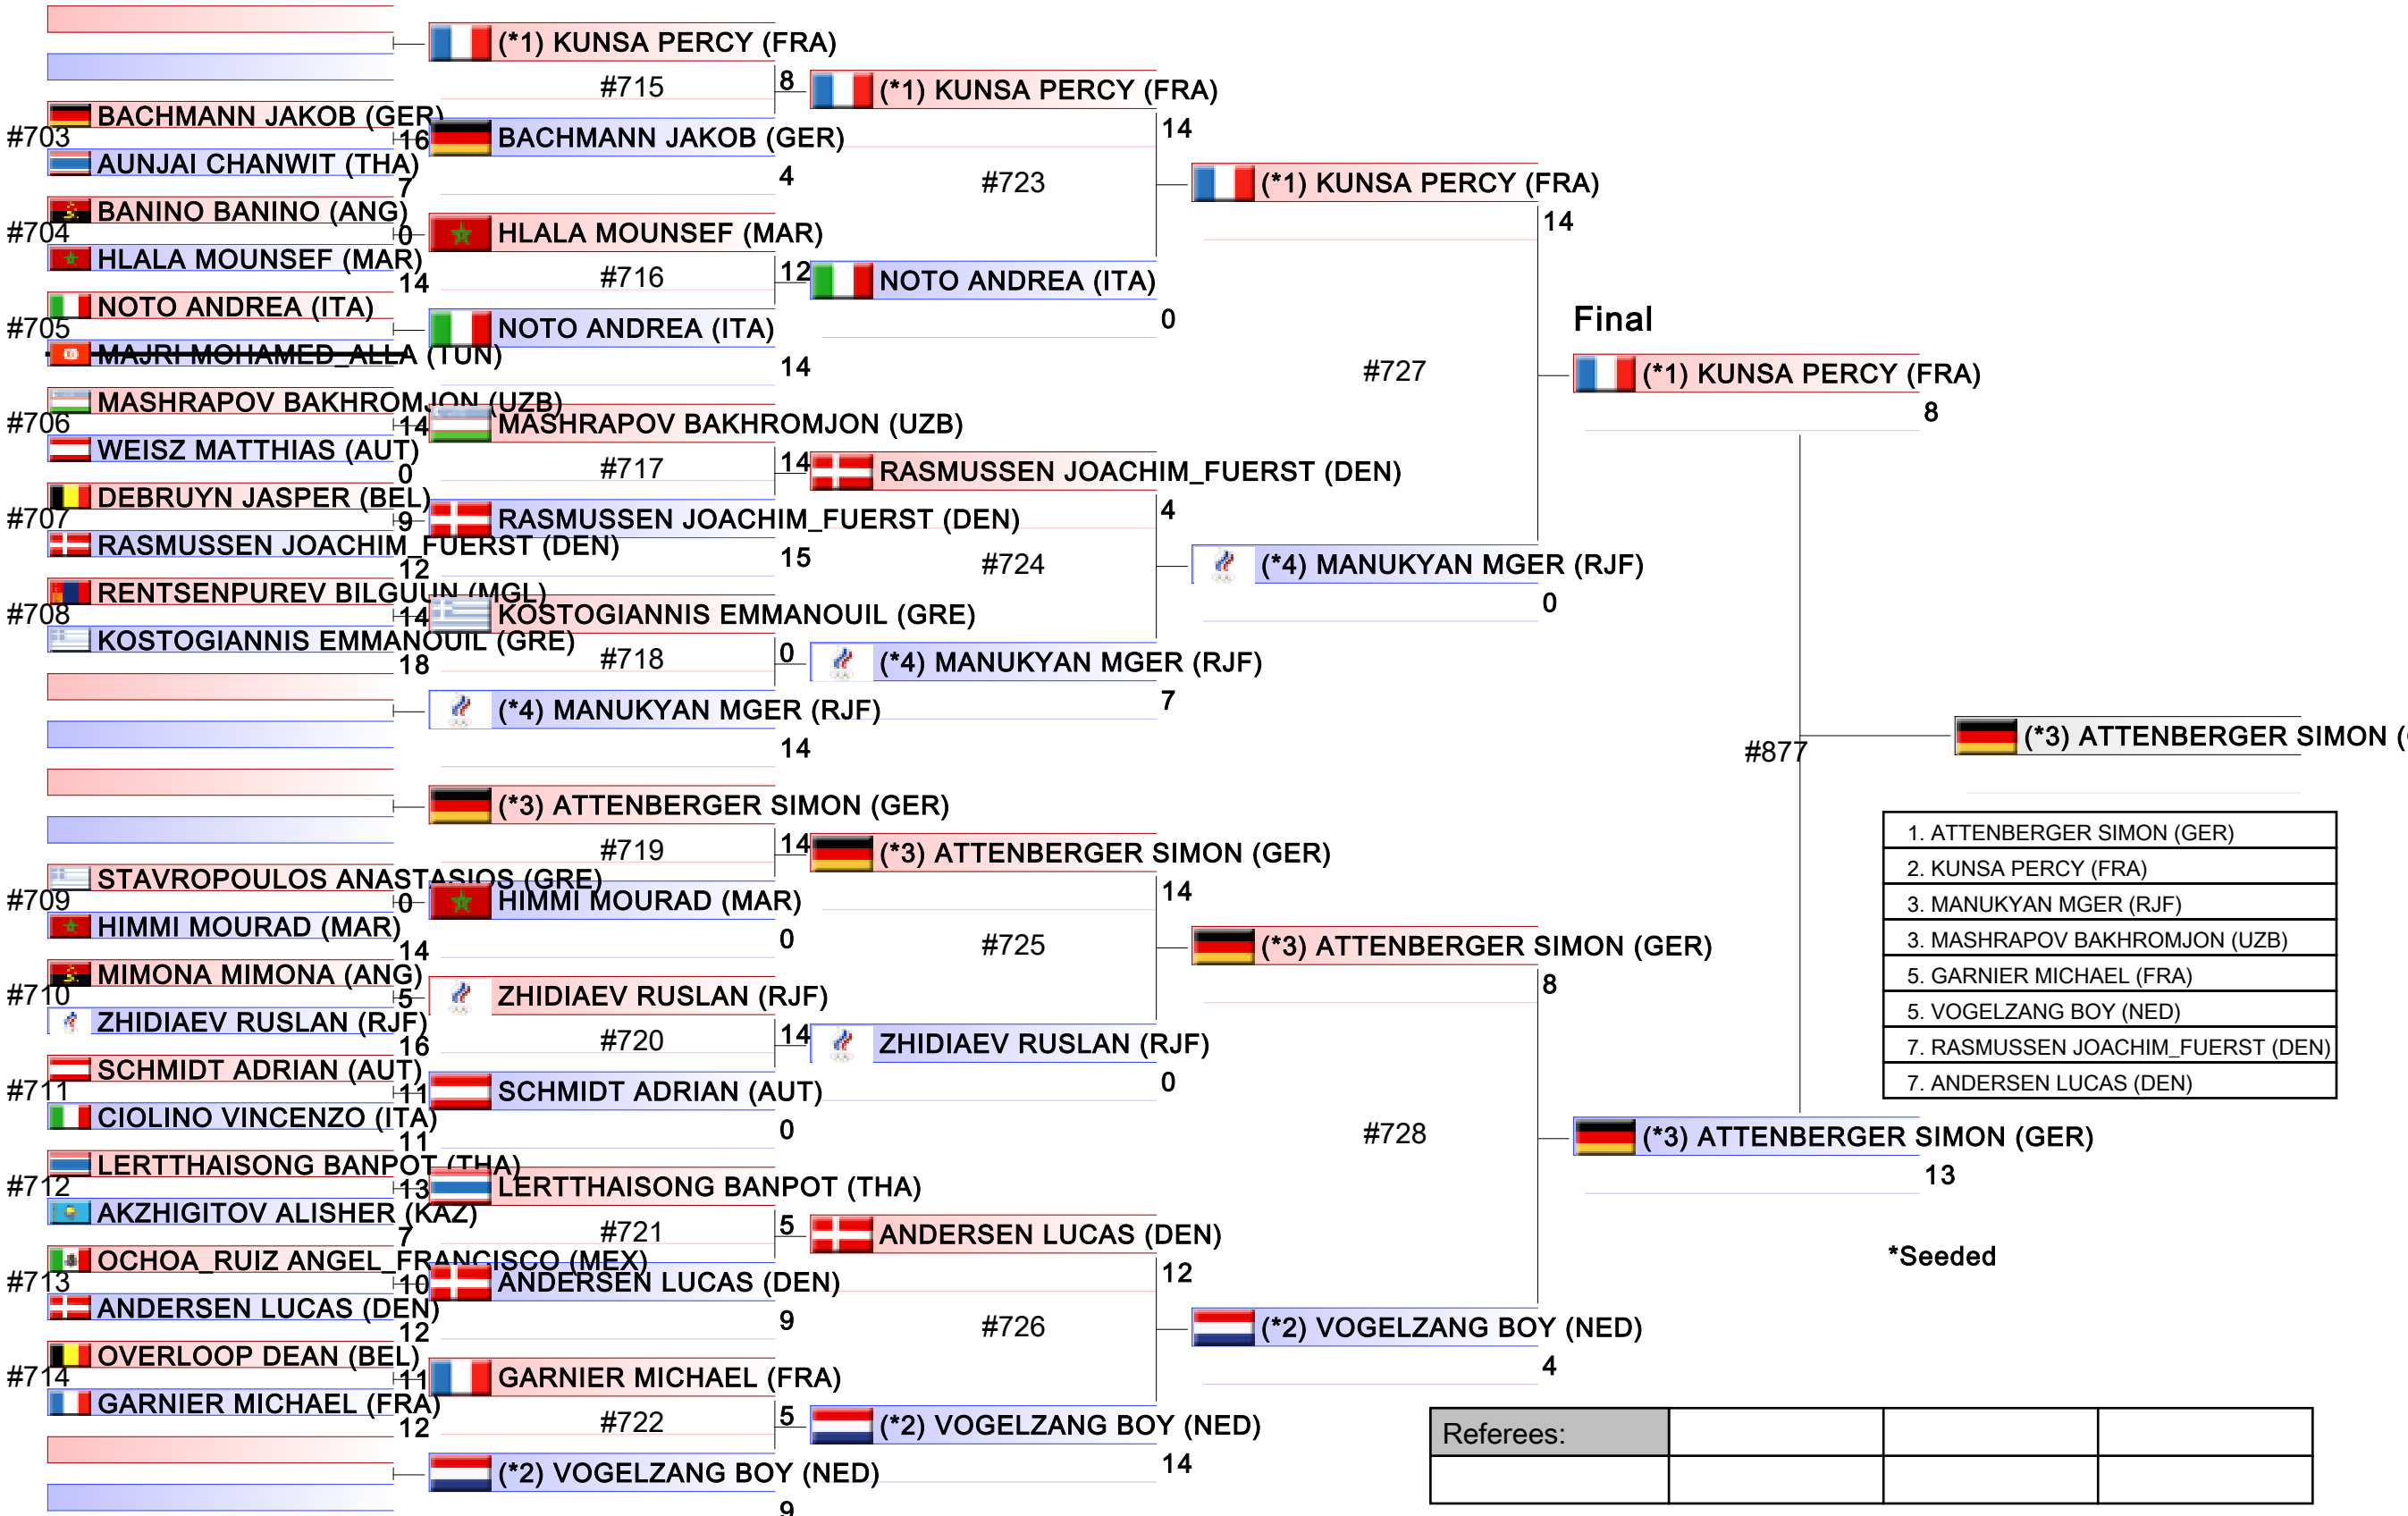 (*1) KUNSA PERCY (FRA)
#715
8
(*1) KUNSA PERCY (FRA)
BACHMANN JAKOB (GER)
#703
16
AUNJAI CHANWIT (THA)
7
BACHMANN JAKOB (GER)
4
14
#723
(*1) KUNSA PERCY (FRA)
14
BANINO BANINO (ANG)
#704
0
HLALA MOUNSEF (MAR)
14
HLALA MOUNSEF (MAR)
#716
12
NOTO ANDREA (ITA)
0
NOTO ANDREA (ITA)
#705
MAJRI MOHAMED_ALLA (TUN)
NOTO ANDREA (ITA)
14
Final
#727
(*1) KUNSA PERCY (FRA)
8
MASHRAPOV BAKHROMJON (UZB)
#706
14
WEISZ MATTHIAS (AUT)
0
MASHRAPOV BAKHROMJON (UZB)
#717
14
RASMUSSEN JOACHIM_FUERST (DEN)
4
DEBRUYN JASPER (BEL)
#707
9
RASMUSSEN JOACHIM_FUERST (DEN)
12
RASMUSSEN JOACHIM_FUERST (DEN)
15
#724
(*4) MANUKYAN MGER (RJF)
0
RENTSENPUREV BILGUUN (MGL)
#708
14
KOSTOGIANNIS EMMANOUIL (GRE)
18
KOSTOGIANNIS EMMANOUIL (GRE)
#718
0
(*4) MANUKYAN MGER (RJF)
7
(*4) MANUKYAN MGER (RJF)
14
#877
(*3) ATTENBERGER SIMON (
(*3) ATTENBERGER SIMON (GER)
#719
14
(*3) ATTENBERGER SIMON (GER)
14
STAVROPOULOS ANASTASIOS (GRE)
#709
0
HIMMI MOURAD (MAR)
14
HIMMI MOURAD (MAR)
0
#725
(*3) ATTENBERGER SIMON (GER)
8
MIMONA MIMONA (ANG)
#710
5
ZHIDIAEV RUSLAN (RJF)
16
ZHIDIAEV RUSLAN (RJF)
#720
14
ZHIDIAEV RUSLAN (RJF)
0
SCHMIDT ADRIAN (AUT)
#711
11
CIOLINO VINCENZO (ITA)
11
SCHMIDT ADRIAN (AUT)
0
#728
(*3) ATTENBERGER SIMON (GER)
13
LERTTHAISONG BANPOT (THA)
#712
13
AKZHIGITOV ALISHER (KAZ)
7
LERTTHAISONG BANPOT (THA)
#721
5
ANDERSEN LUCAS (DEN)
12
OCHOA_RUIZ ANGEL_FRANCISCO (MEX)
#713
10
ANDERSEN LUCAS (DEN)
12
ANDERSEN LUCAS (DEN)
9
#726
(*2) VOGELZANG BOY (NED)
4
OVERLOOP DEAN (BEL)
#714
11
GARNIER MICHAEL (FRA)
12
GARNIER MICHAEL (FRA)
#722
5
(*2) VOGELZANG BOY (NED)
14
(*2) VOGELZANG BOY (NED)
9
1. ATTENBERGER SIMON (GER)
2. KUNSA PERCY (FRA)
3. MANUKYAN MGER (RJF)
3. MASHRAPOV BAKHROMJON (UZB)
5. GARNIER MICHAEL (FRA)
5. VOGELZANG BOY (NED)
7. RASMUSSEN JOACHIM_FUERST (DEN)
7. ANDERSEN LUCAS (DEN)
*Seeded
Referees: